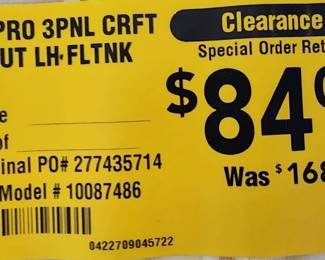 PRO 3PNL CRFT
UT LH-FLTNK
of
inal PO# 277435714
Model # 10087486
0422709045722
Clearance
Special Order Ret
$84
Was $168